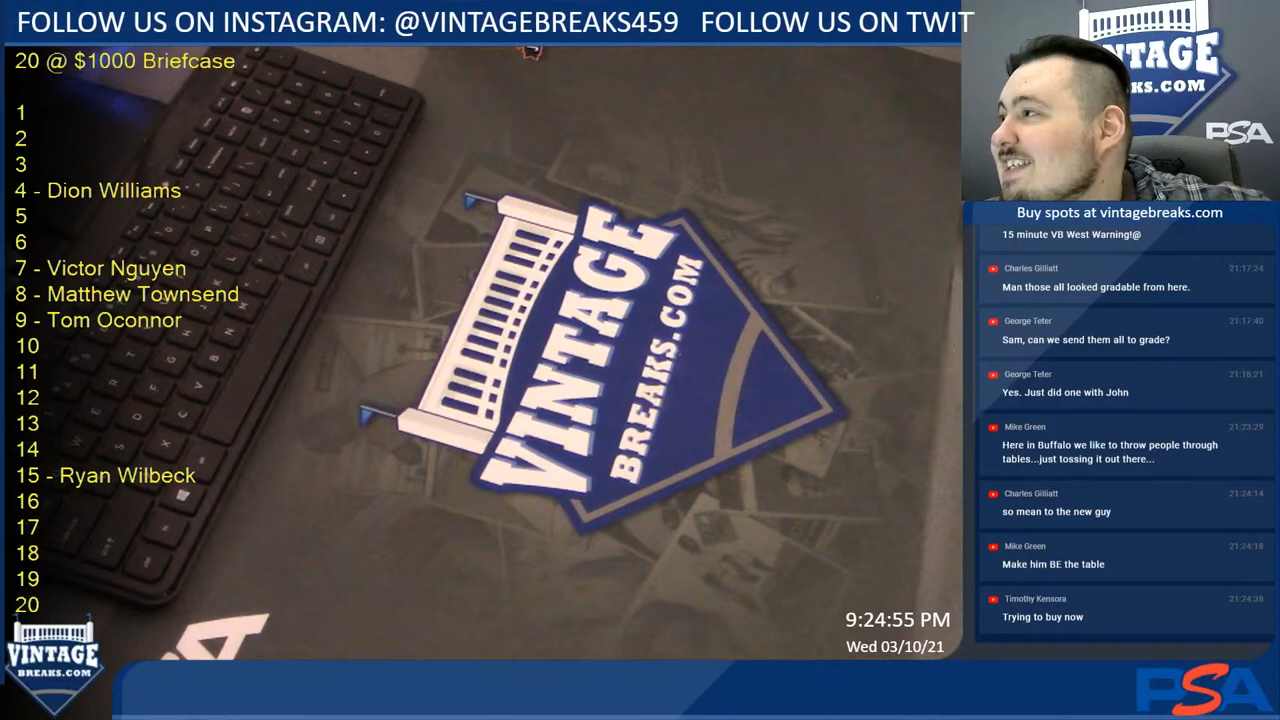 FOLLOW US ON INSTAGRAM: @VINTAGEBREAKS459 FOLLOW US ON TWIT
20 @ $1000 Briefcase
1
2
3
4 - Dion Williams
5
6
7 - Victor Nguyen
8 - Matthew Townsend
9 - Tom Oconnor
10
11
12
13
14
15 - Ryan Wilbeck
16
17
18
19
20
VINTAGE
BREAKS.COM
VINTAGE
BREAKS.COM
9:24:55 PM
Wed 03/10/21
NTAGE
KS.COM
PSA
Buy spots at vintagebreaks.com
15 minute VB West Warning!@
Charles Gilliatt 21:17:24
Man those all looked gradable from here.
George Teter 21:17:40
Sam, can we send them all to grade?
George Teter 21:18:21
Yes. Just did one with John
Mike Green 21:23:29
Here in Buffalo we like to throw people through
tables...just tossing it out there...
Charles Gilliatt 21:24:14
so mean to the new guy
Mike Green 21:24:18
Make him BE the table
Timothy Kensora 21:24:38
Trying to buy now
PSA